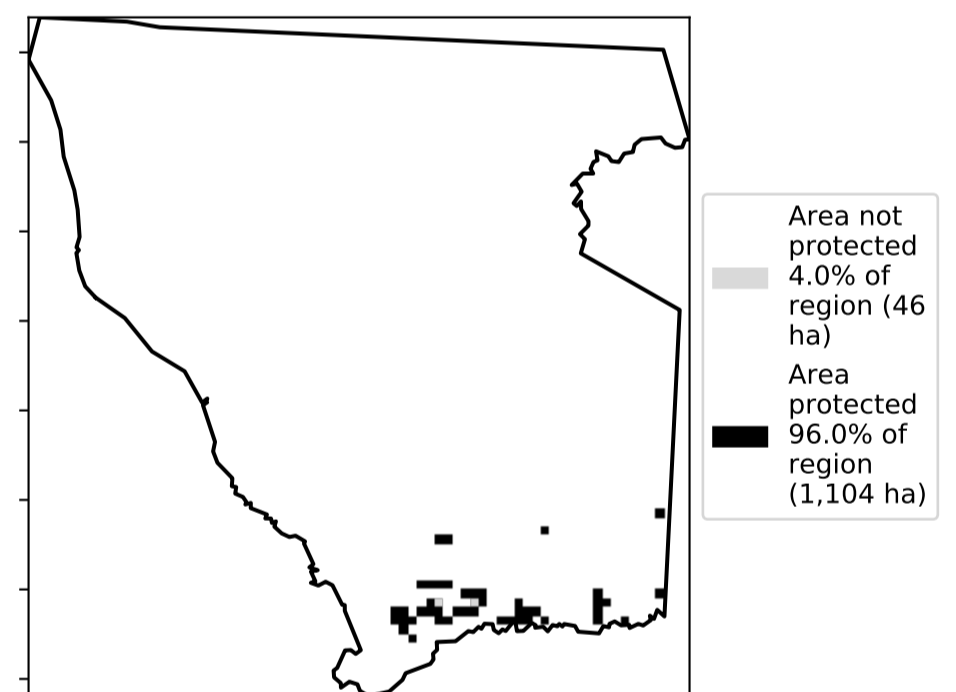 Area not
protected
4.0% of
region (46
ha)
Area
protected
96.0% of
region
(1,104 ha)